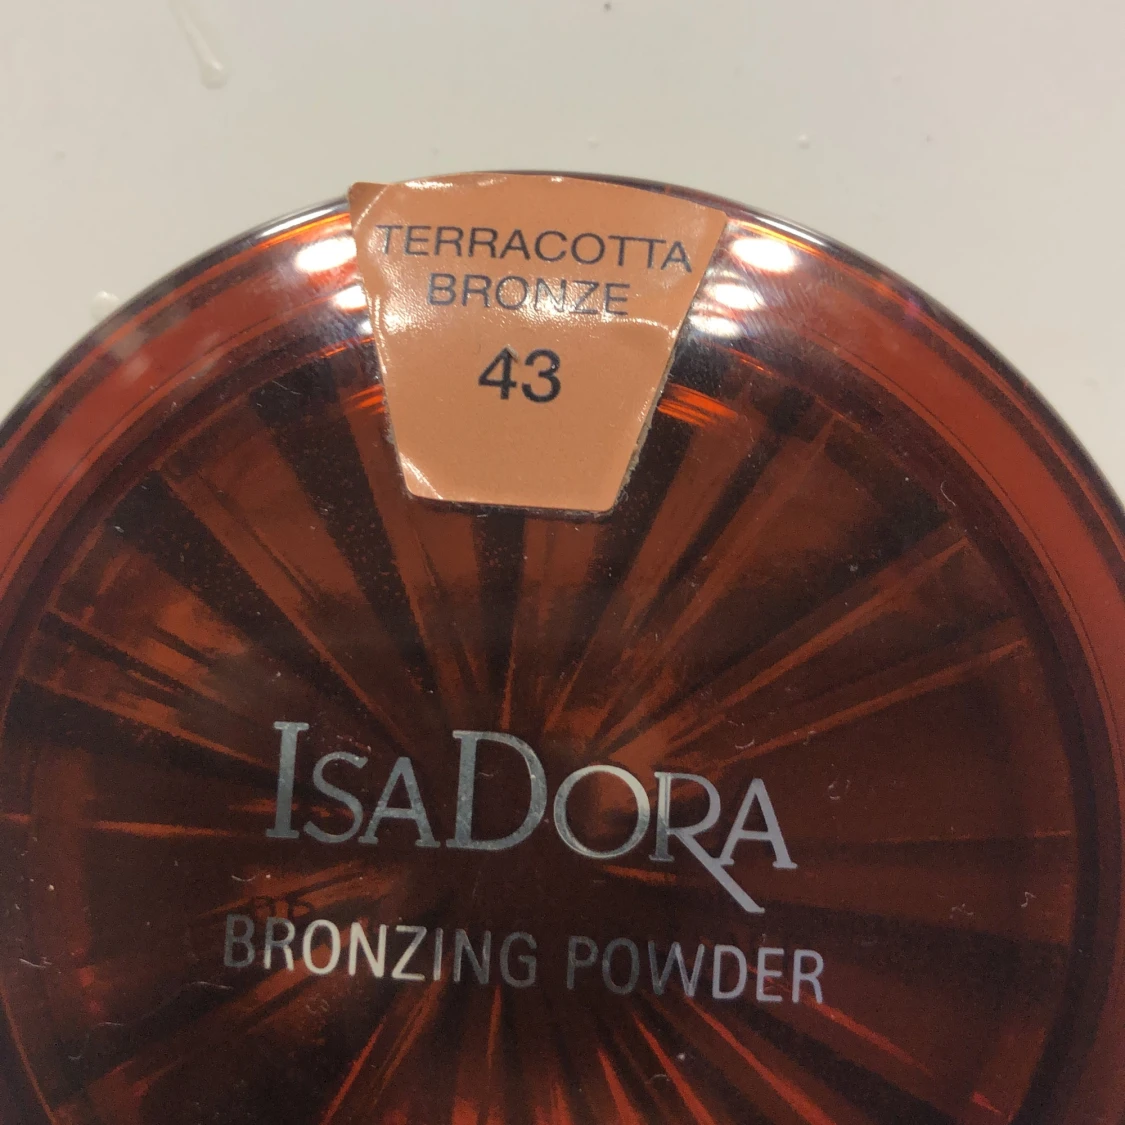 TERRACOTTA
BRONZE
43
ISADORA
BRONZING POWDER